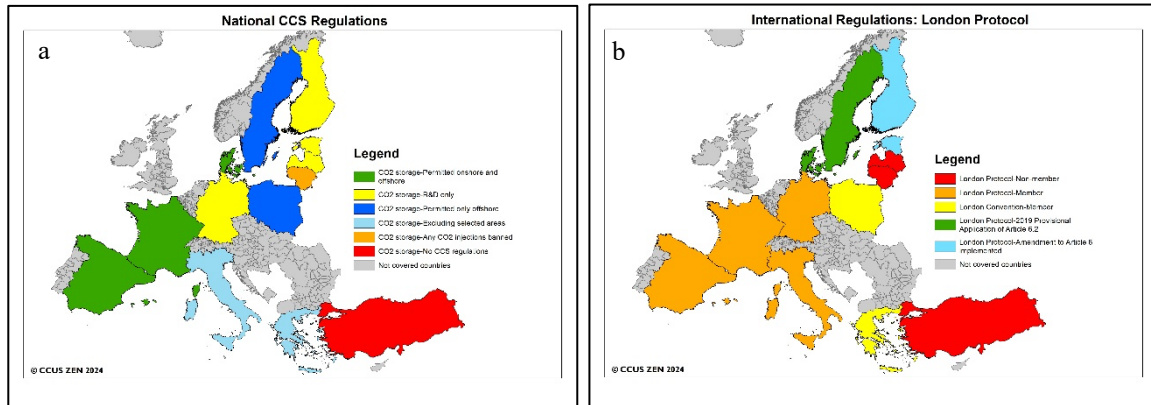 National CCS Regulations
a
Legend
CO2 storage-Permitted onshore and
offshore
CO2 storage-R&D only
CO2 storage-Permitted only offshore
CO2 storage-Excluding selected areas
CO2 storage-Any CO2 injections banned
CO2 storage-No CCS regulations
Not covered countries
© CCUS ZEN 2024
International Regulations: London Protocol
b
Legend
London Protocol-Non-member
London Protocol-Member
London Convention-Member
London Protocol-2019 Provisional
Application of Article 6.2
London Protocol-Amendment to Article 6
implemented
Not covered countries
© CCUS ZEN 2024